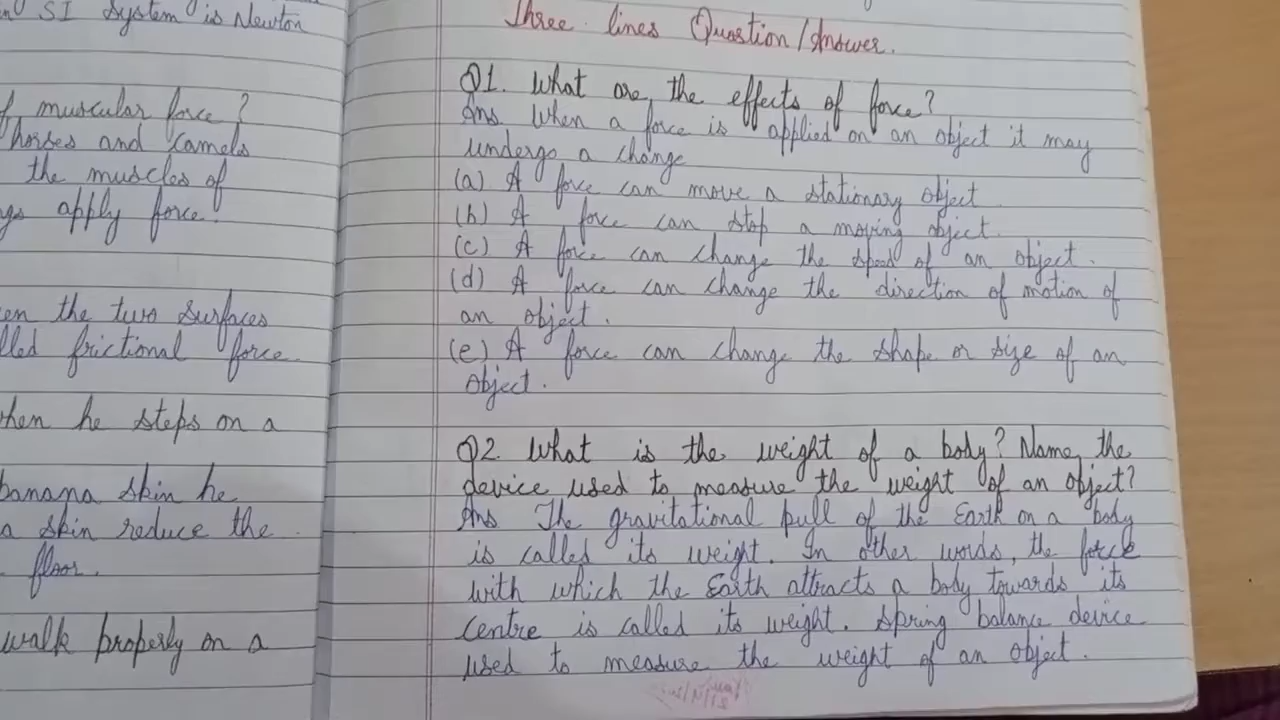 in SI System is Newton
f muscular force?
horses and Camels
the muscles of
ys apply force.
en the two surfaces
lled frictional force.
hen he steps on a
banana skin he
a skin reduce the
floor.
walk properly on a
Three lines Question/Answer.
Q1. What are the effects of force?
Ans When a force is applied on an object it may
undergo a change
(a) A force can move a stationary object
(b) A force can stop a moving object.
(c) A force can change the speed of an object.
(d) A force can change the direction of motion of
an object.
(e) A force can change the shape or size of an
object.
Q2. What is the weight of a body? Name the
device used to measure the weight of an object?
Ans The gravitational pull of the Earth on a body
is called its weight. In other words, the force
with which the Earth attracts a body towards its
centre is called its weight. Spring balance device
used to measure the weight of an object.